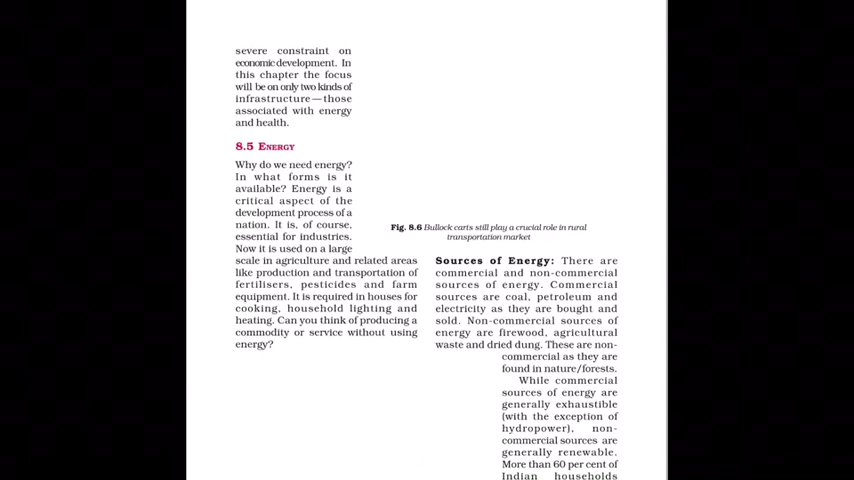 severe constraint on
economic development. In
this chapter the focus
will be on only two kinds of
infrastructure — those
associated with energy
and health.
8.5 ENERGY
Why do we need energy?
In what forms is it
available? Energy is a
critical aspect of the
development process of a
nation. It is, of course,
essential for industries.
Now it is used on a large
scale in agriculture and related areas
like production and transportation of
fertilisers, pesticides and farm
equipment. It is required in houses for
cooking, household lighting and
heating. Can you think of producing a
commodity or service without using
energy?
Fig. 8.6 Bullock carts still play a crucial role in rural
transportation market
Sources of Energy: There are
commercial and non-commercial
sources of energy. Commercial
sources are coal, petroleum and
electricity as they are bought and
sold. Non-commercial sources of
energy are firewood, agricultural
waste and dried dung. These are non-
commercial as they are
found in nature/forests.
While commercial
sources of energy are
generally exhaustible
(with the exception of
hydropower), non-
commercial sources are
generally renewable.
More than 60 per cent of
Indian households